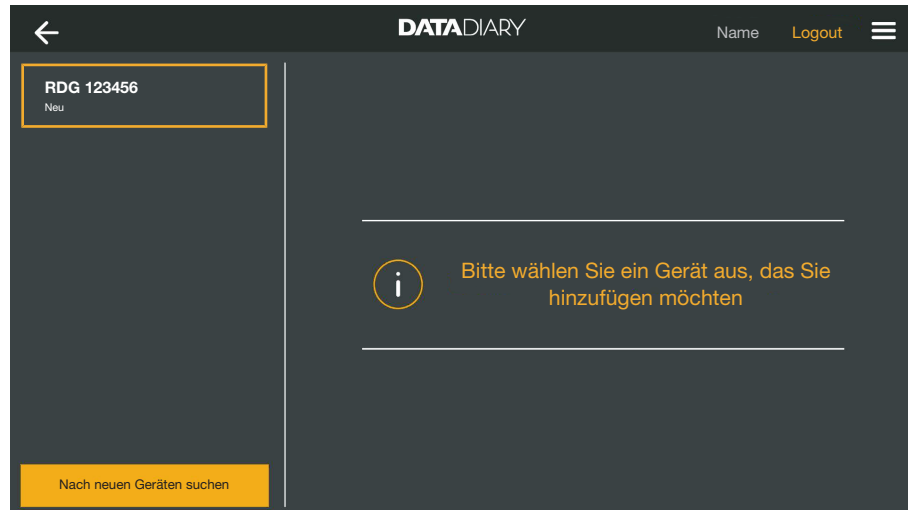 DATADIARY
Name
Logout
RDG 123456
Neu
Bitte wählen Sie ein Gerät aus, das Sie
hinzufügen möchten
Nach neuen Geräten suchen